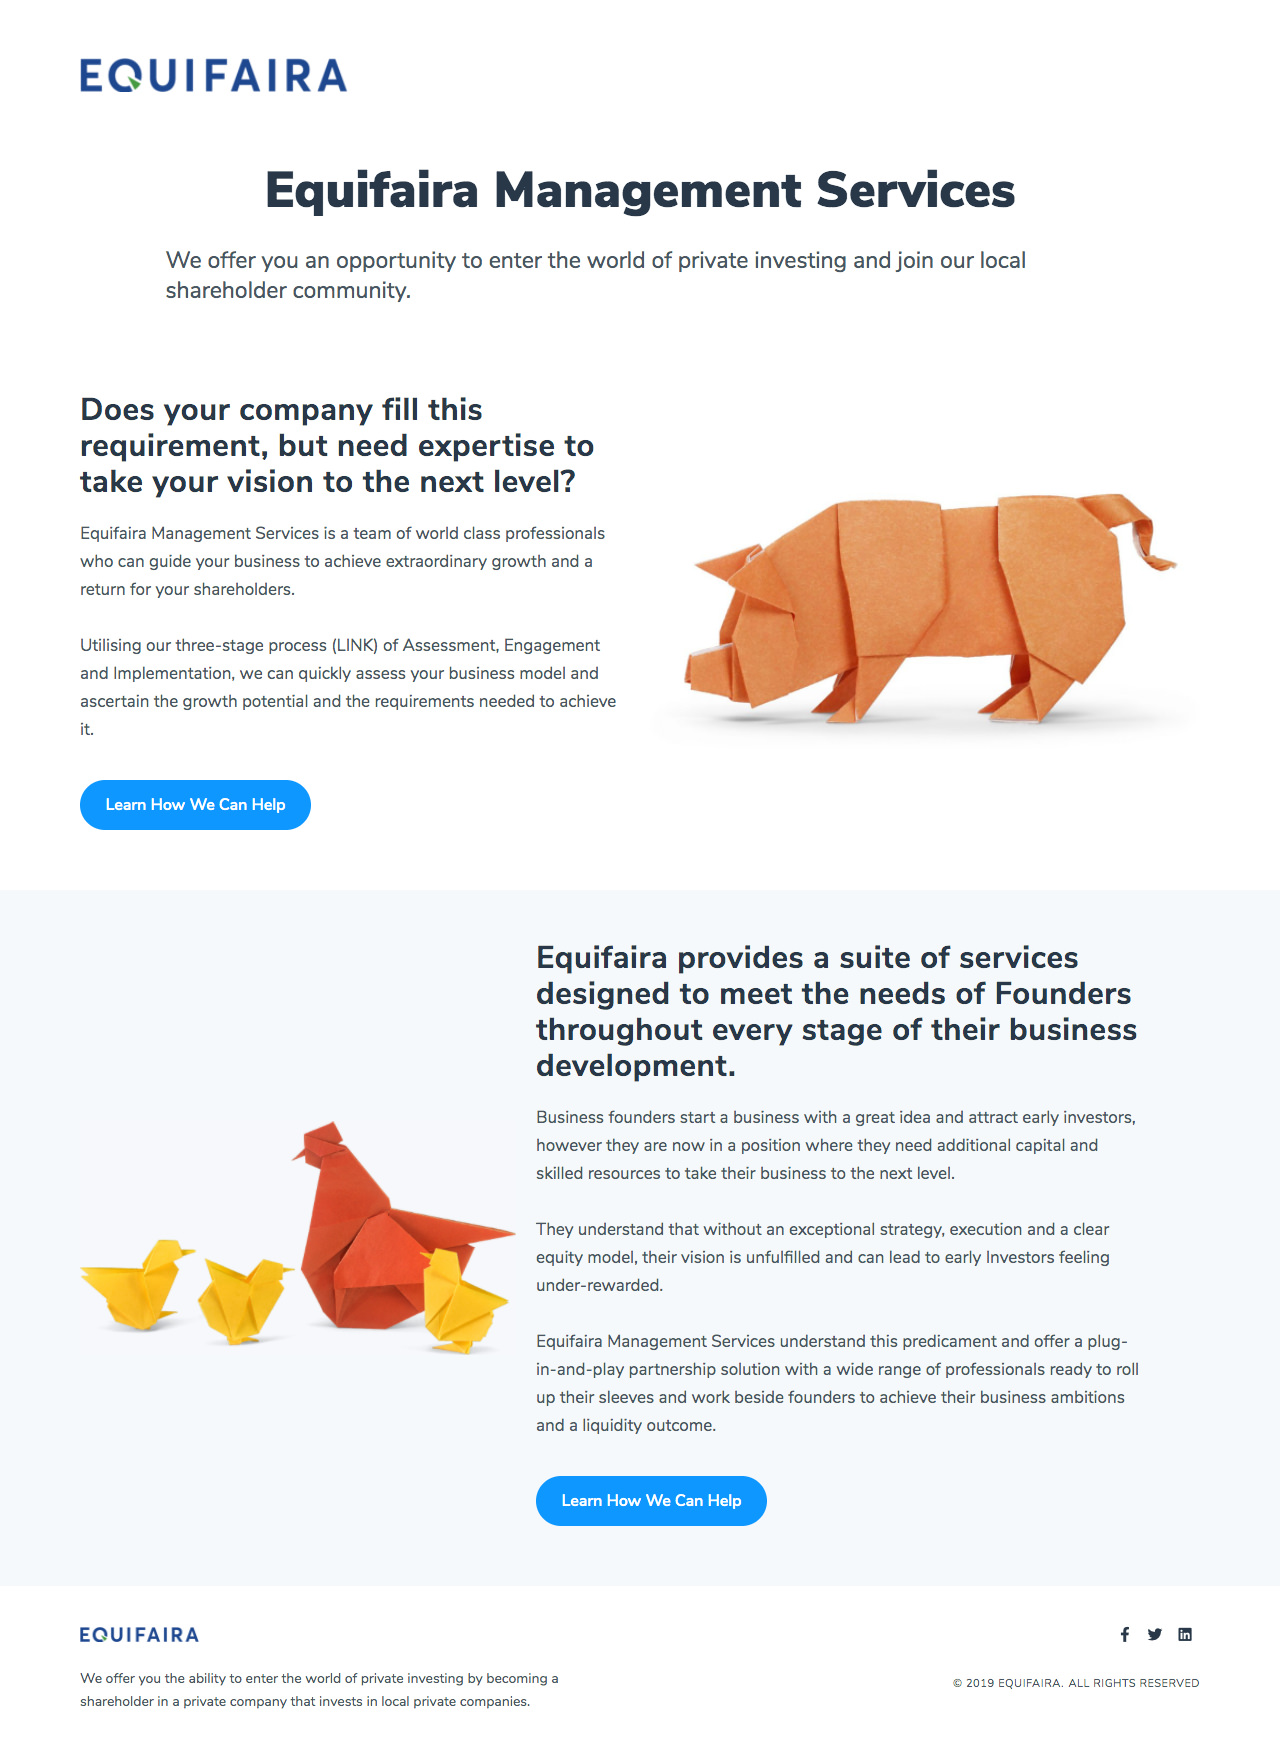 EQUIFAIRA
Equifaira Management Services
We offer you an opportunity to enter the world of private investing and join our local
shareholder community.
Does your company fill this
requirement, but need expertise to
take your vision to the next level?
Equifaira Management Services is a team of world class professionals
who can guide your business to achieve extraordinary growth and a
return for your shareholders.
Utilising our three-stage process (LINK) of Assessment, Engagement
and Implementation, we can quickly assess your business model and
ascertain the growth potential and the requirements needed to achieve
it.
Learn How We Can Help
Equifaira provides a suite of services
designed to meet the needs of Founders
throughout every stage of their business
development.
Business founders start a business with a great idea and attract early investors,
however they are now in a position where they need additional capital and
skilled resources to take their business to the next level.
They understand that without an exceptional strategy, execution and a clear
equity model, their vision is unfulfilled and can lead to early Investors feeling
under-rewarded.
Equifaira Management Services understand this predicament and offer a plug-
in-and-play partnership solution with a wide range of professionals ready to roll
up their sleeves and work beside founders to achieve their business ambitions
and a liquidity outcome.
Learn How We Can Help
EQUIFAIRA
We offer you the ability to enter the world of private investing by becoming a
shareholder in a private company that invests in local private companies.
© 2019 EQUIFAIRA. ALL RIGHTS RESERVED